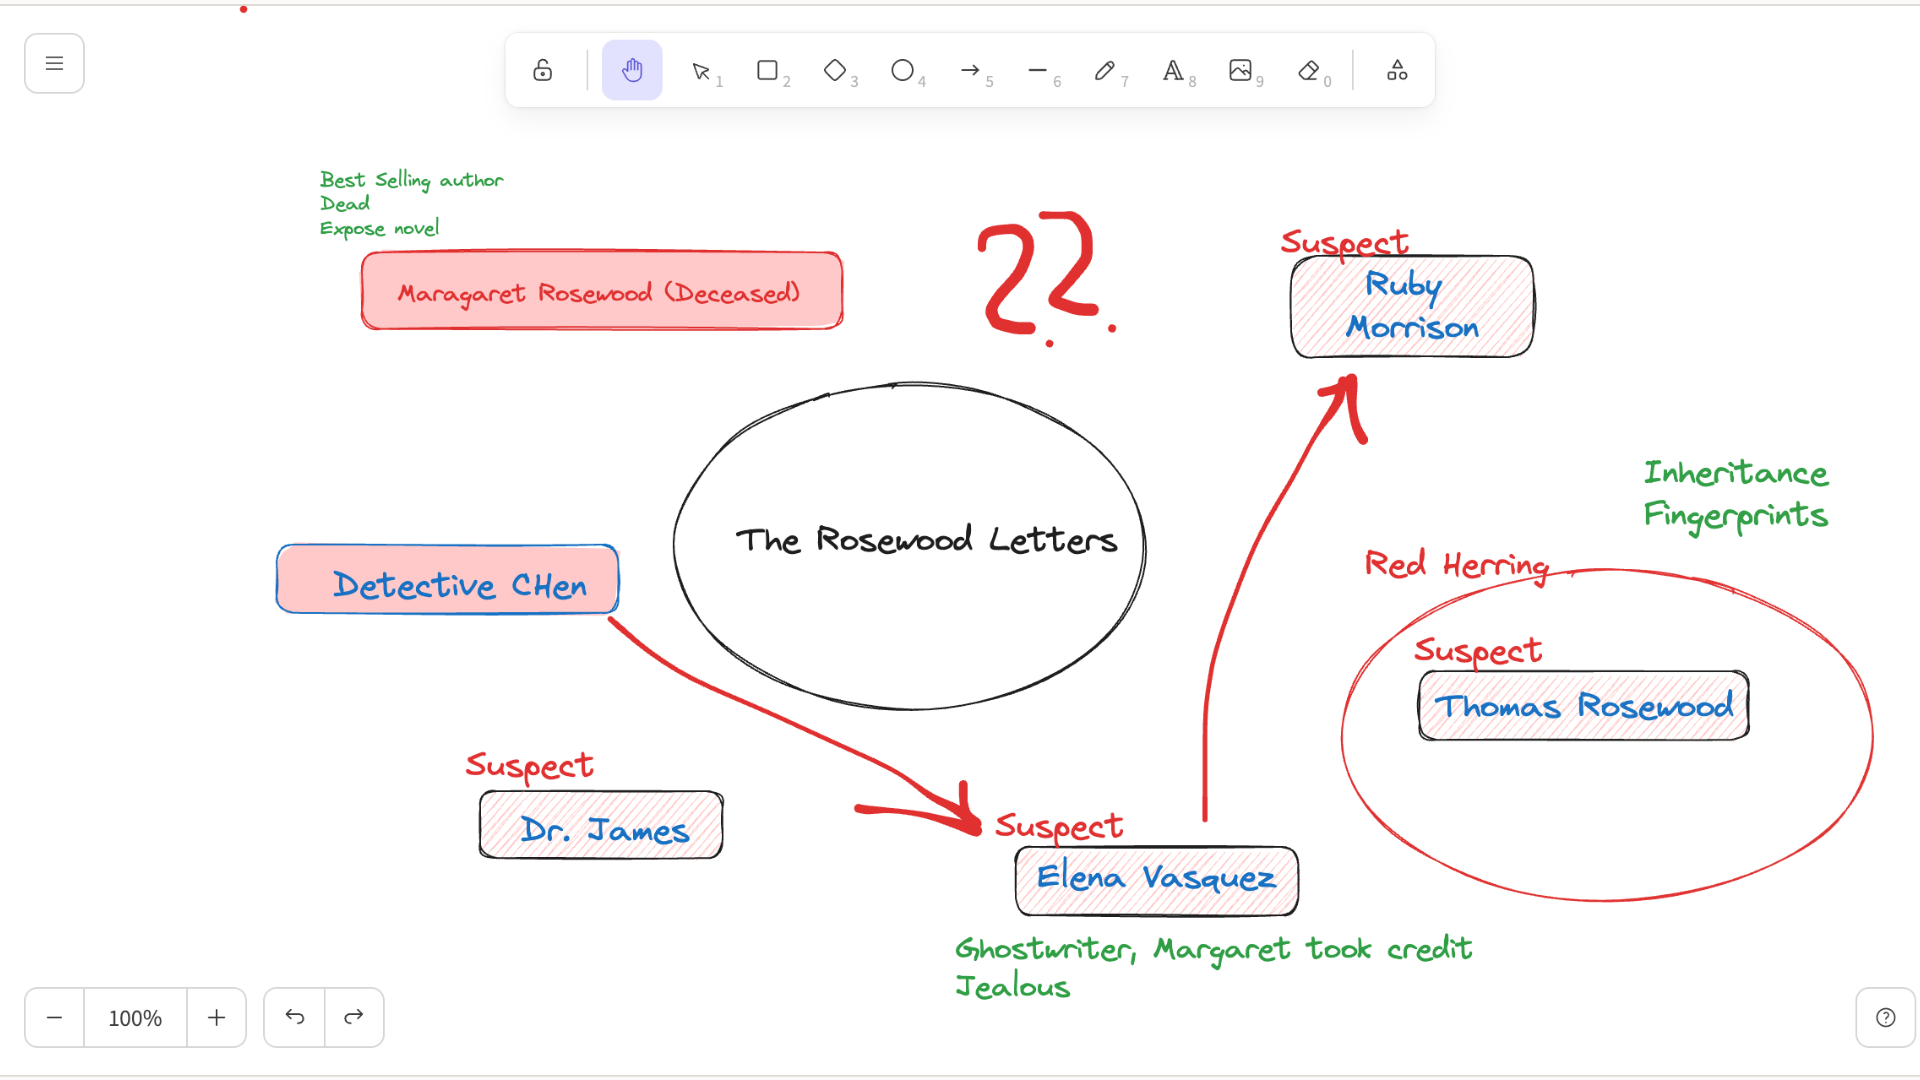 1
2
3
4
5
6
7
8
9
0
Best Selling author
Dead
Expose novel
Maragaret Rosewood (Deceased)
??
Suspect
Ruby
Morrison
The Rosewood Letters
Inheritance
Fingerprints
Detective CHen
Red Herring
Suspect
Thomas Rosewood
Suspect
Dr. James
Suspect
Elena Vasquez
Ghostwriter, Margaret took credit
Jealous
100%